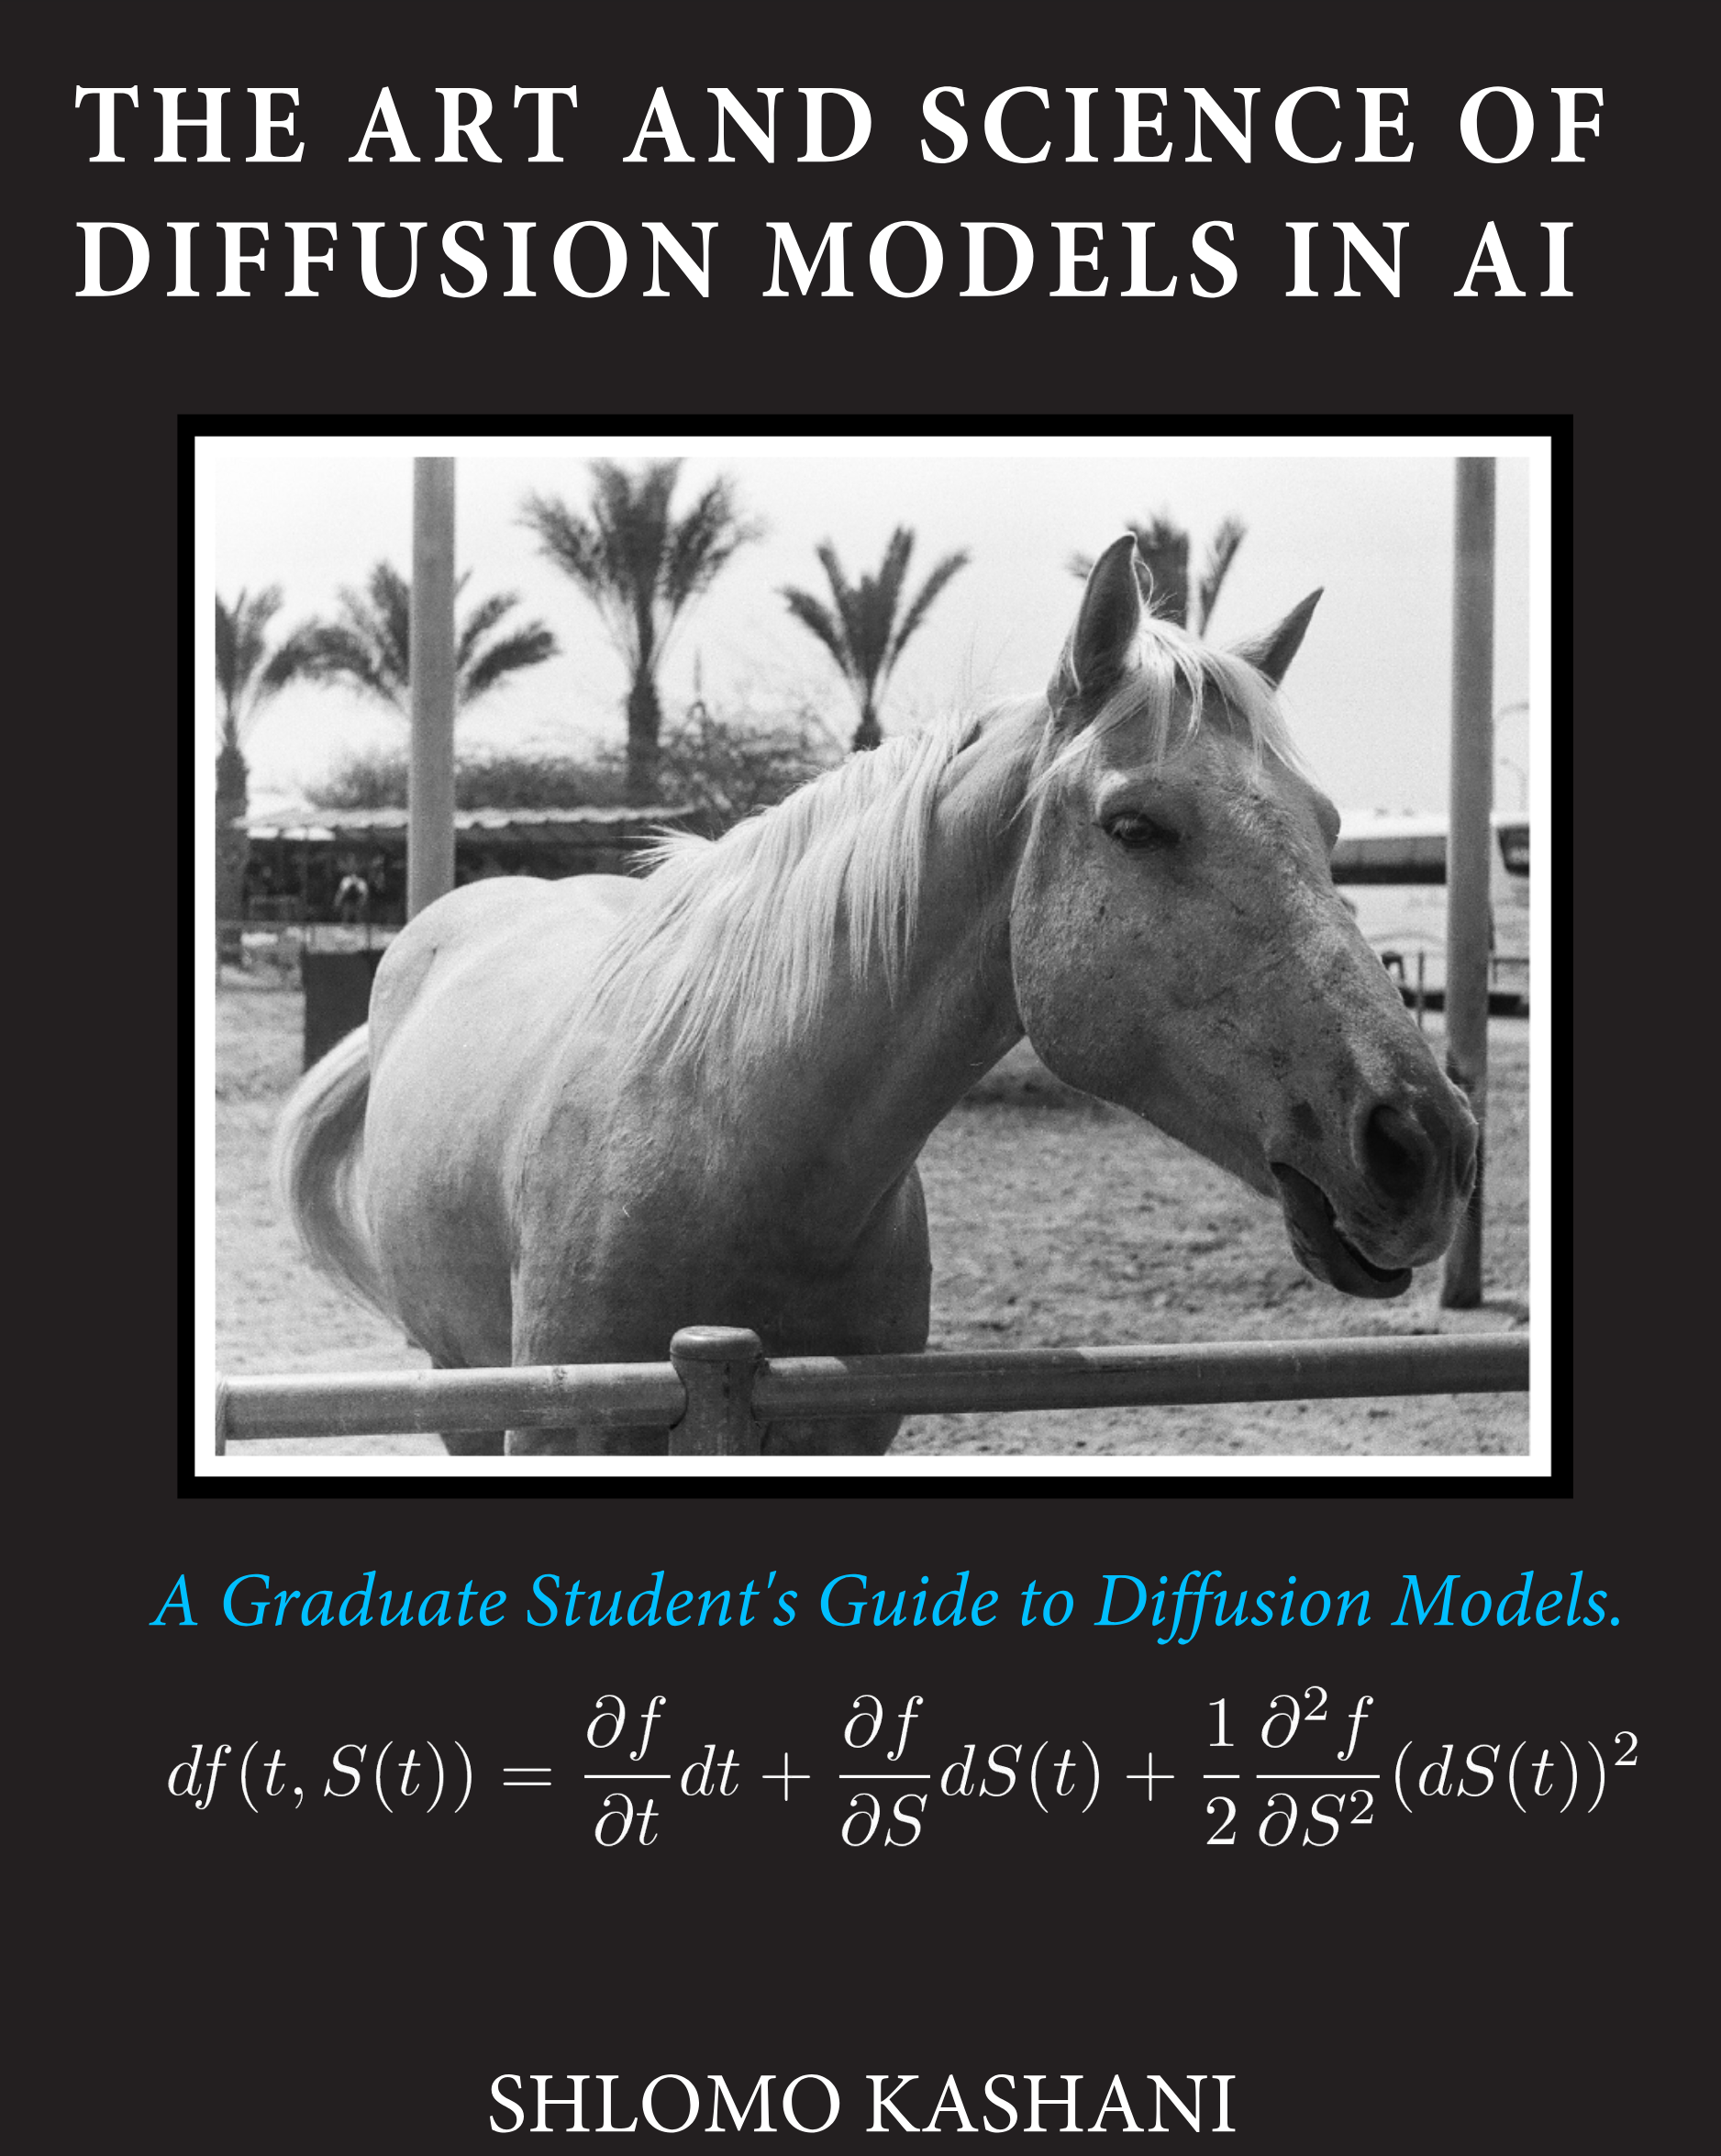 THE ART AND SCIENCE OF
DIFFUSION MODELS IN AI
A Graduate Student's Guide to Diffusion Models.
df(t, S(t)) = ∂f/∂t dt + ∂f/∂S dS(t) + 1/2 ∂²f/∂S² (dS(t))²
SHLOMO KASHANI